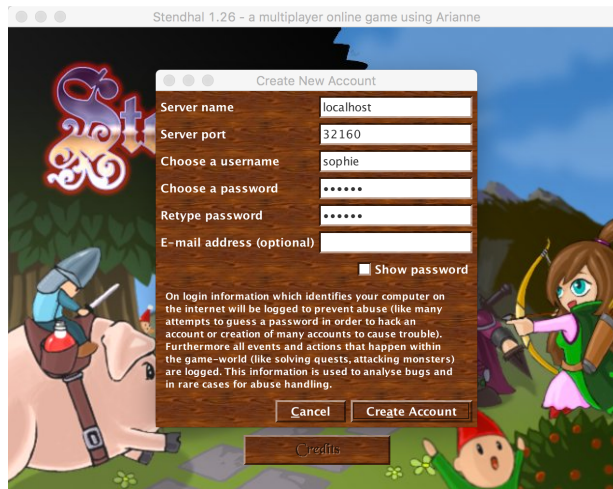 Stendhal 1.26 - a multiplayer online game using Arianne
Create New Account
Server name
localhost
Server port
32160
Choose a username
sophie
Choose a password
••••••
Retype password
••••••
E-mail address (optional)
Show password
On login information which identifies your computer on
the internet will be logged to prevent abuse (like many
attempts to guess a password in order to hack an
account or creation of many accounts to cause trouble).
Furthermore all events and actions that happen within
the game-world (like solving quests, attacking monsters)
are logged. This information is used to analyse bugs and
in rare cases for abuse handling.
Cancel
Create Account
Credits